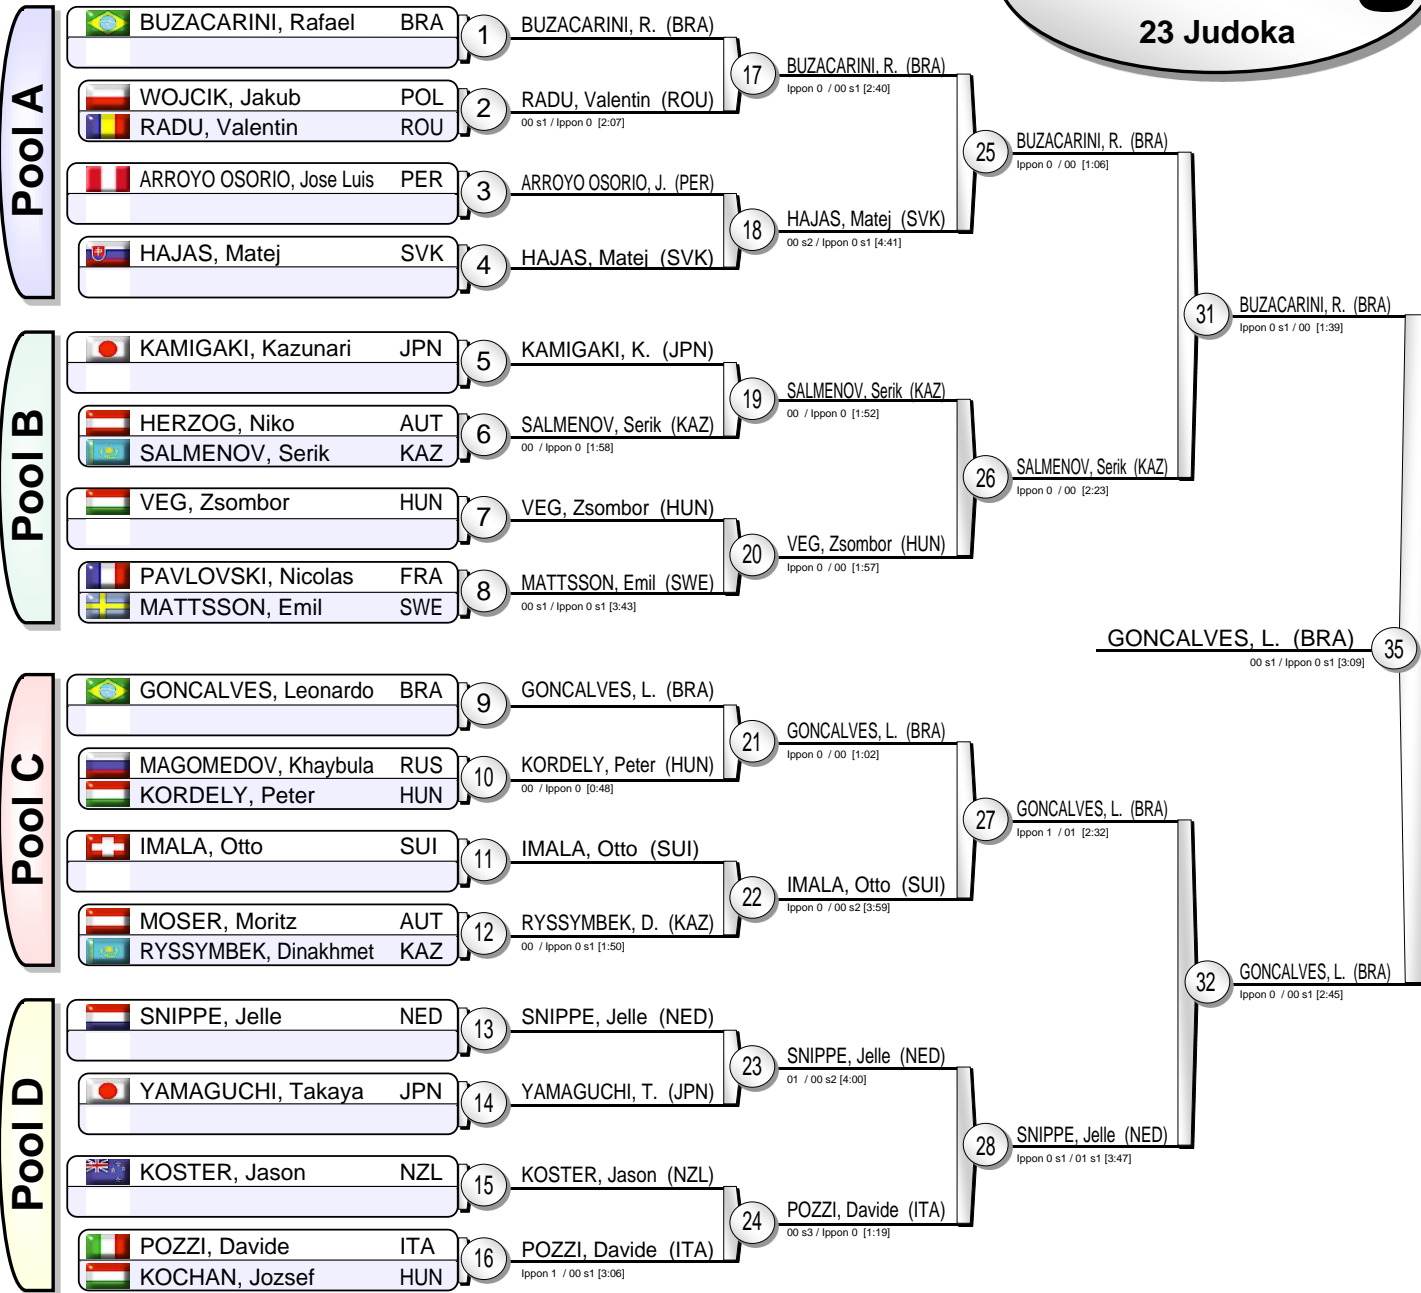 23 Judoka
Pool A
BUZACARINI, Rafael BRA
1
WOJCIK, Jakub POL
RADU, Valentin ROU
2
ARROYO OSORIO, Jose Luis PER
3
HAJAS, Matej SVK
4
BUZACARINI, R. (BRA)
RADU, Valentin (ROU)
00 s1 / Ippon 0 [2:07]
ARROYO OSORIO, J. (PER)
HAJAS, Matej (SVK)
17
BUZACARINI, R. (BRA)
Ippon 0 / 00 s1 [2:40]
18
HAJAS, Matej (SVK)
00 s2 / Ippon 0 s1 [4:41]
25
BUZACARINI, R. (BRA)
Ippon 0 / 00 [1:06]
Pool B
KAMIGAKI, Kazunari JPN
5
HERZOG, Niko AUT
SALMENOV, Serik KAZ
6
VEG, Zsombor HUN
7
PAVLOVSKI, Nicolas FRA
MATTSSON, Emil SWE
8
KAMIGAKI, K. (JPN)
SALMENOV, Serik (KAZ)
00 / Ippon 0 [1:58]
VEG, Zsombor (HUN)
MATTSSON, Emil (SWE)
00 s1 / Ippon 0 s1 [3:43]
19
SALMENOV, Serik (KAZ)
00 / Ippon 0 [1:52]
20
VEG, Zsombor (HUN)
Ippon 0 / 00 [1:57]
26
SALMENOV, Serik (KAZ)
Ippon 0 / 00 [2:23]
31
BUZACARINI, R. (BRA)
Ippon 0 s1 / 00 [1:39]
GONCALVES, L. (BRA)
00 s1 / Ippon 0 s1 [3:09]
35
Pool C
GONCALVES, Leonardo BRA
9
MAGOMEDOV, Khaybula RUS
KORDELY, Peter HUN
10
IMALA, Otto SUI
11
MOSER, Moritz AUT
RYSSYMBEK, Dinakhmet KAZ
12
GONCALVES, L. (BRA)
KORDELY, Peter (HUN)
00 / Ippon 0 [0:48]
IMALA, Otto (SUI)
RYSSYMBEK, D. (KAZ)
00 / Ippon 0 s1 [1:50]
21
GONCALVES, L. (BRA)
Ippon 0 / 00 [1:02]
22
IMALA, Otto (SUI)
Ippon 0 / 00 s2 [3:59]
27
GONCALVES, L. (BRA)
Ippon 1 / 01 [2:32]
Pool D
SNIPPE, Jelle NED
13
YAMAGUCHI, Takaya JPN
14
KOSTER, Jason NZL
15
POZZI, Davide ITA
KOCHAN, Jozsef HUN
16
SNIPPE, Jelle (NED)
YAMAGUCHI, T. (JPN)
KOSTER, Jason (NZL)
POZZI, Davide (ITA)
Ippon 1 / 00 s1 [3:06]
23
SNIPPE, Jelle (NED)
01 / 00 s2 [4:00]
24
POZZI, Davide (ITA)
00 s3 / Ippon 0 [1:19]
28
SNIPPE, Jelle (NED)
Ippon 0 s1 / 01 s1 [3:47]
32
GONCALVES, L. (BRA)
Ippon 0 / 00 s1 [2:45]